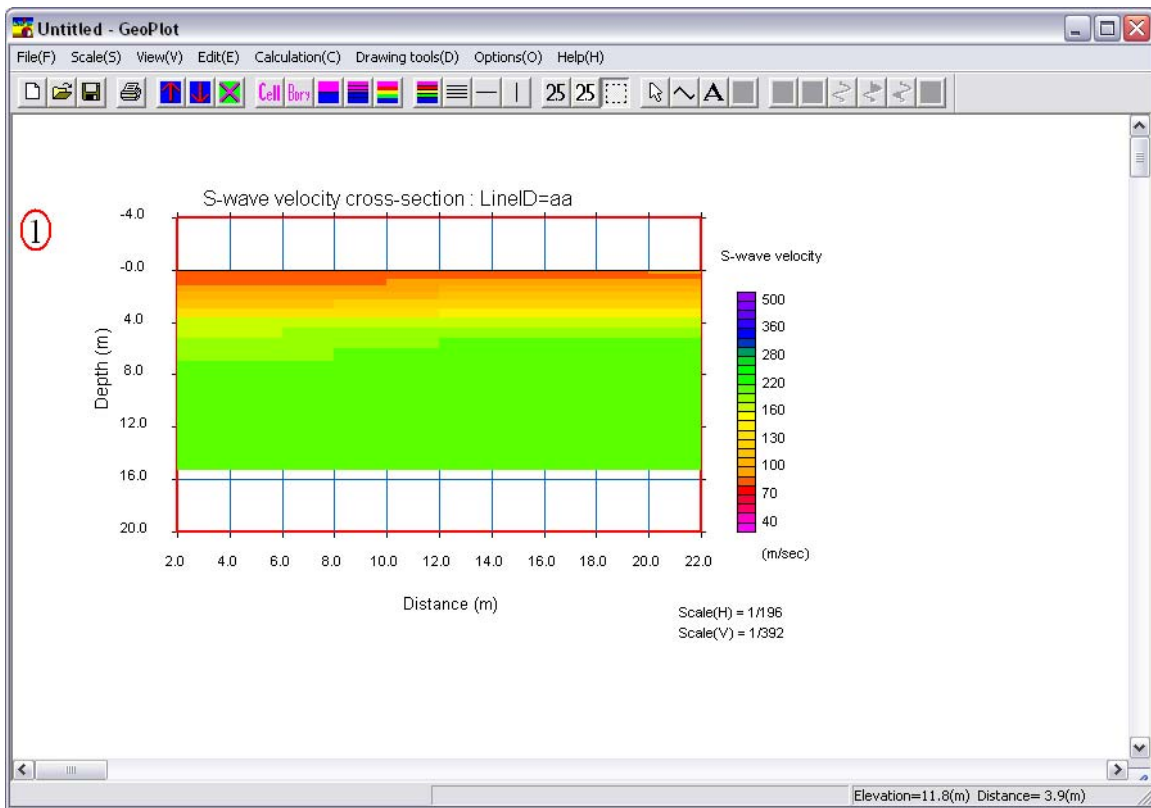 Untitled - GeoPlot
File(F) Scale(S) View(V) Edit(E) Calculation(C) Drawing tools(D) Options(O) Help(H)
Cell Bory 25 25 A
S-wave velocity cross-section : LineID=aa
1
-4.0
-0.0
4.0
8.0
12.0
16.0
20.0
Depth (m)
2.0 4.0 6.0 8.0 10.0 12.0 14.0 16.0 18.0 20.0 22.0
Distance (m)
S-wave velocity
500
360
280
220
160
130
100
70
40
(m/sec)
Scale(H) = 1/196
Scale(V) = 1/392
Elevation=11.8(m) Distance= 3.9(m)